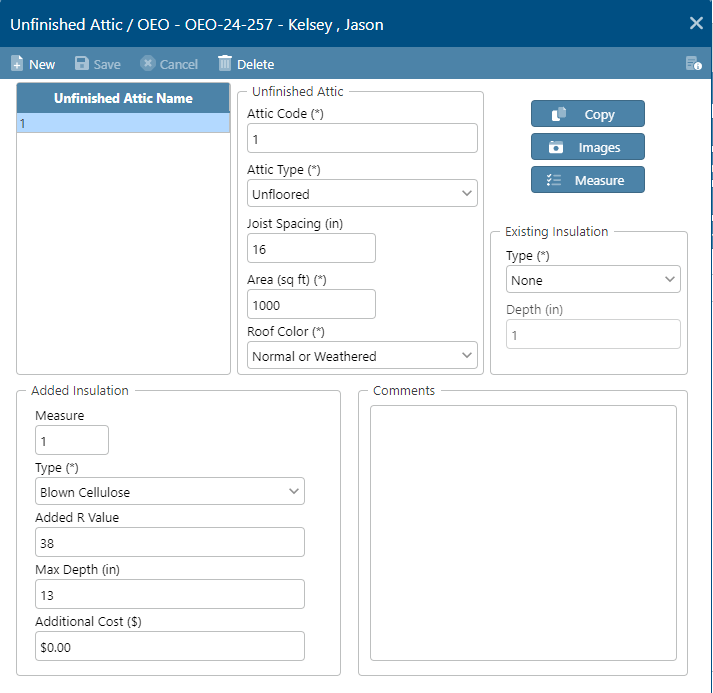 Unfinished Attic / OEO - OEO-24-257 - Kelsey , Jason
New Save Cancel Delete
Unfinished Attic Name
1
Unfinished Attic
Attic Code (*)
1
Attic Type (*)
Unfloored
Joist Spacing (in)
16
Area (sq ft) (*)
1000
Roof Color (*)
Normal or Weathered
Copy
Images
Measure
Existing Insulation
Type (*)
None
Depth (in)
1
Added Insulation
Measure
1
Type (*)
Blown Cellulose
Added R Value
38
Max Depth (in)
13
Additional Cost ($)
$0.00
Comments